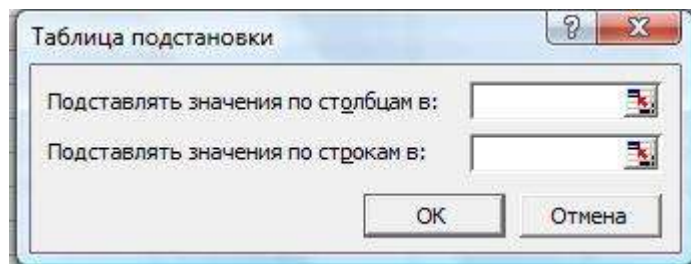 Таблица подстановки
Подставлять значения по столбцам в:
Подставлять значения по строкам в:
ОК
Отмена